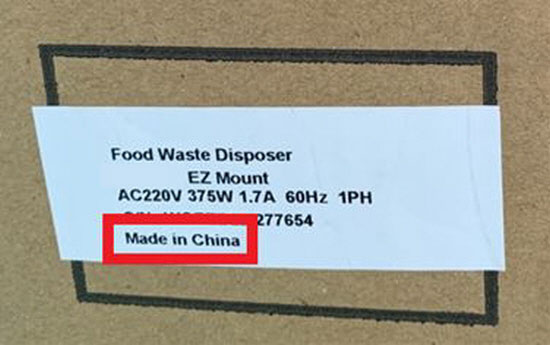 Food Waste Disposer
EZ Mount
AC220V 375W 1.7A 60Hz 1PH
277654
Made in China